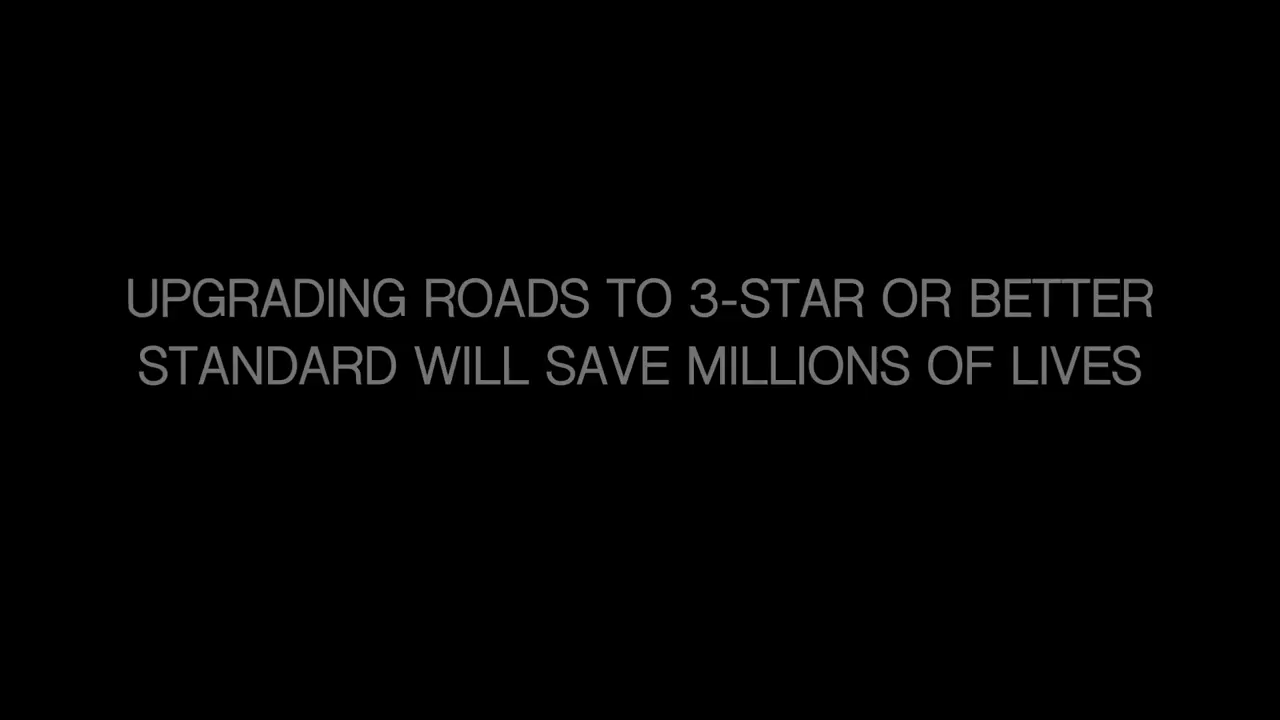 UPGRADING ROADS TO 3-STAR OR BETTER
STANDARD WILL SAVE MILLIONS OF LIVES